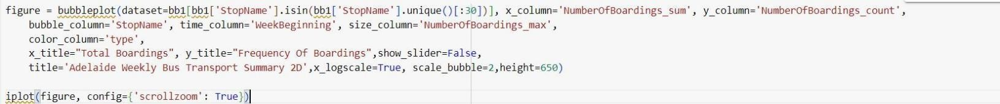 figure = bubbleplot(dataset=bb1[bb1['StopName'].isin(bb1['StopName'].unique()[:30])], x_column='NumberOfBoardings_sum', y_column='NumberOfBoardings_count',
bubble_column='StopName', time_column='WeekBeginning', size_column='NumberOfBoardings_max',
color_column='type',
x_title="Total Boardings", y_title="Frequency Of Boardings",show_slider=False,
title='Adelaide Weekly Bus Transport Summary 2D',x_logscale=True, scale_bubble=2,height=650)
iplot(figure, config={'scrollzoom': True})